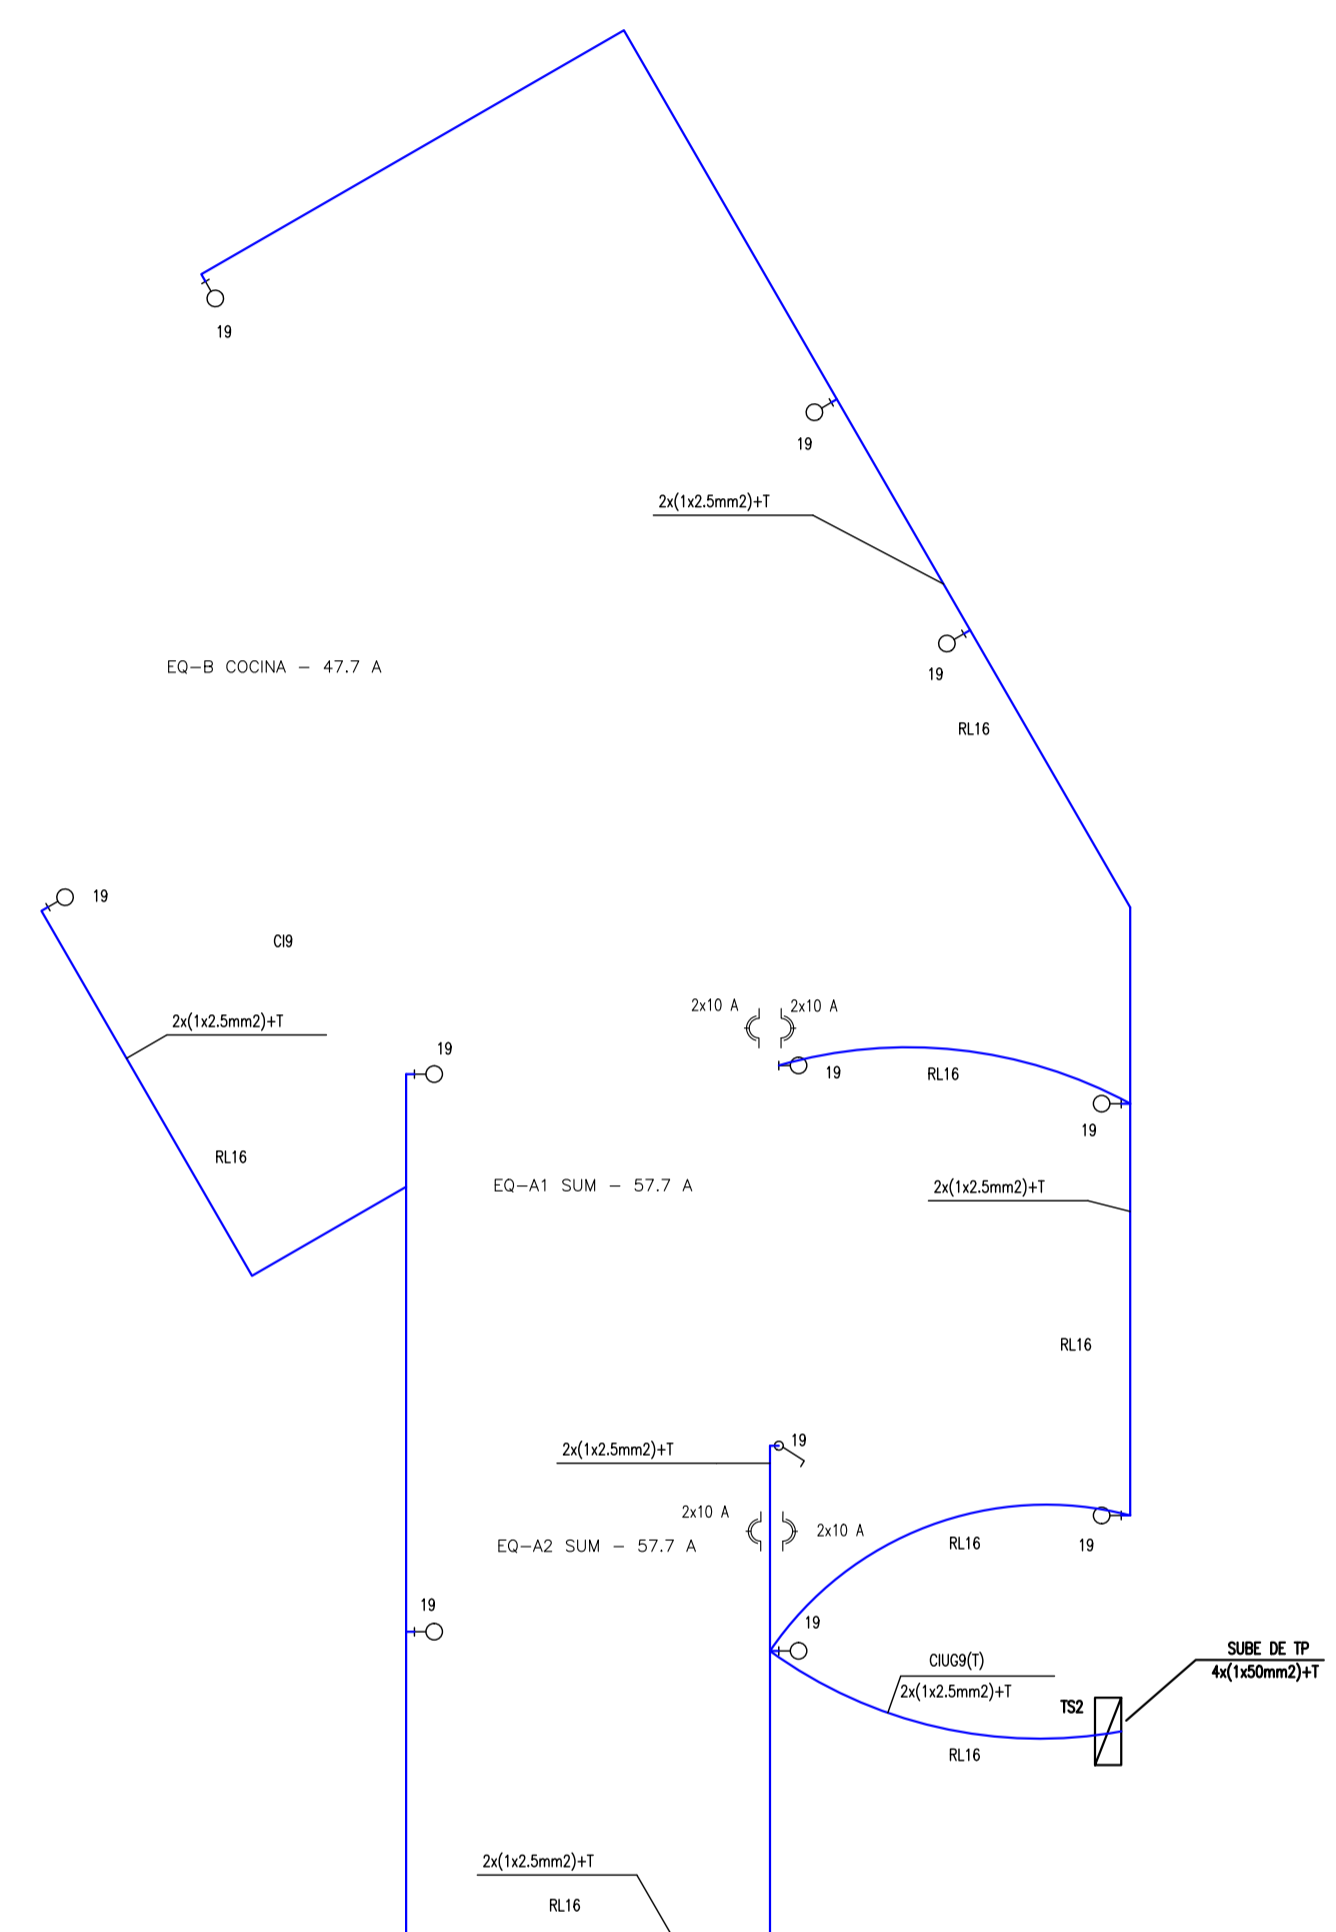 19
19
2x(1x2.5mm2)+T
EQ-B COCINA - 47.7 A
19
RL16
19
CI9
2x10 A
2x10 A
2x(1x2.5mm2)+T
19
19
RL16
19
RL16
EQ-A1 SUM - 57.7 A
2x(1x2.5mm2)+T
RL16
19
2x(1x2.5mm2)+T
2x10 A
2x10 A
EQ-A2 SUM - 57.7 A
RL16
19
19
19
CIUG9(T)
2x(1x2.5mm2)+T
SUBE DE TP
4x(1x50mm2)+T
TS2
RL16
2x(1x2.5mm2)+T
RL16